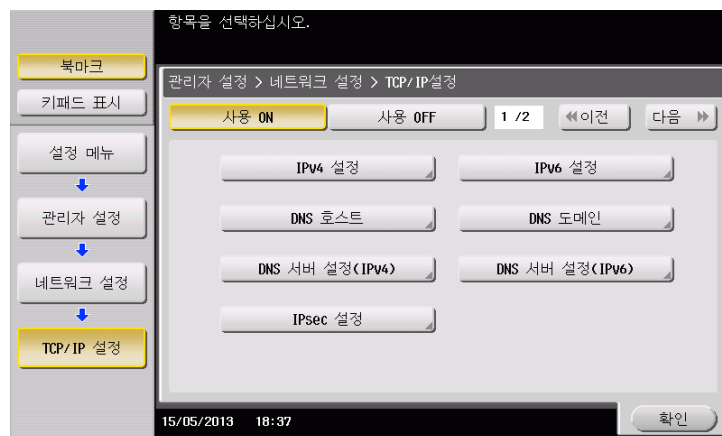 항목을 선택하십시오.
북마크
키패드 표시
설정 메뉴
관리자 설정
네트워크 설정
TCP/IP 설정
관리자 설정 > 네트워크 설정 > TCP/IP설정
사용 ON 사용 OFF 1 /2 이전 다음
IPv4 설정 IPv6 설정
DNS 호스트 DNS 도메인
DNS 서버 설정(IPv4) DNS 서버 설정(IPv6)
IPsec 설정
15/05/2013 18:37 확인